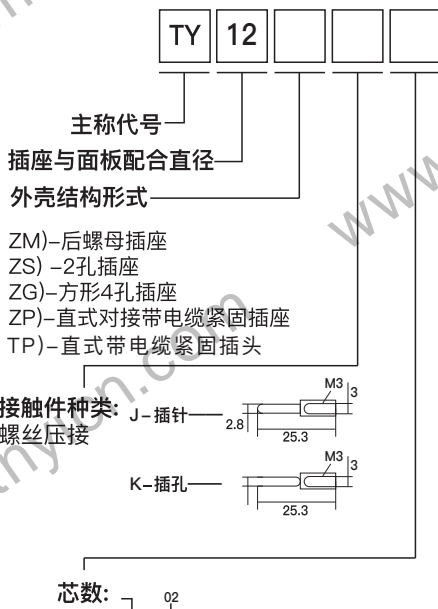 TY 12
主称代号
插座与面板配合直径
外壳结构形式
ZM)-后螺母插座
ZS) -2孔插座
ZG)-方形4孔插座
ZP)-直式对接带电缆紧固插座
TP)-直式带电缆紧固插头
接触件种类: J-插针
螺丝压接
M3
3
2.8
25.3
K-插孔
M3
3
25.3
芯数:
02
www
thyicn.com